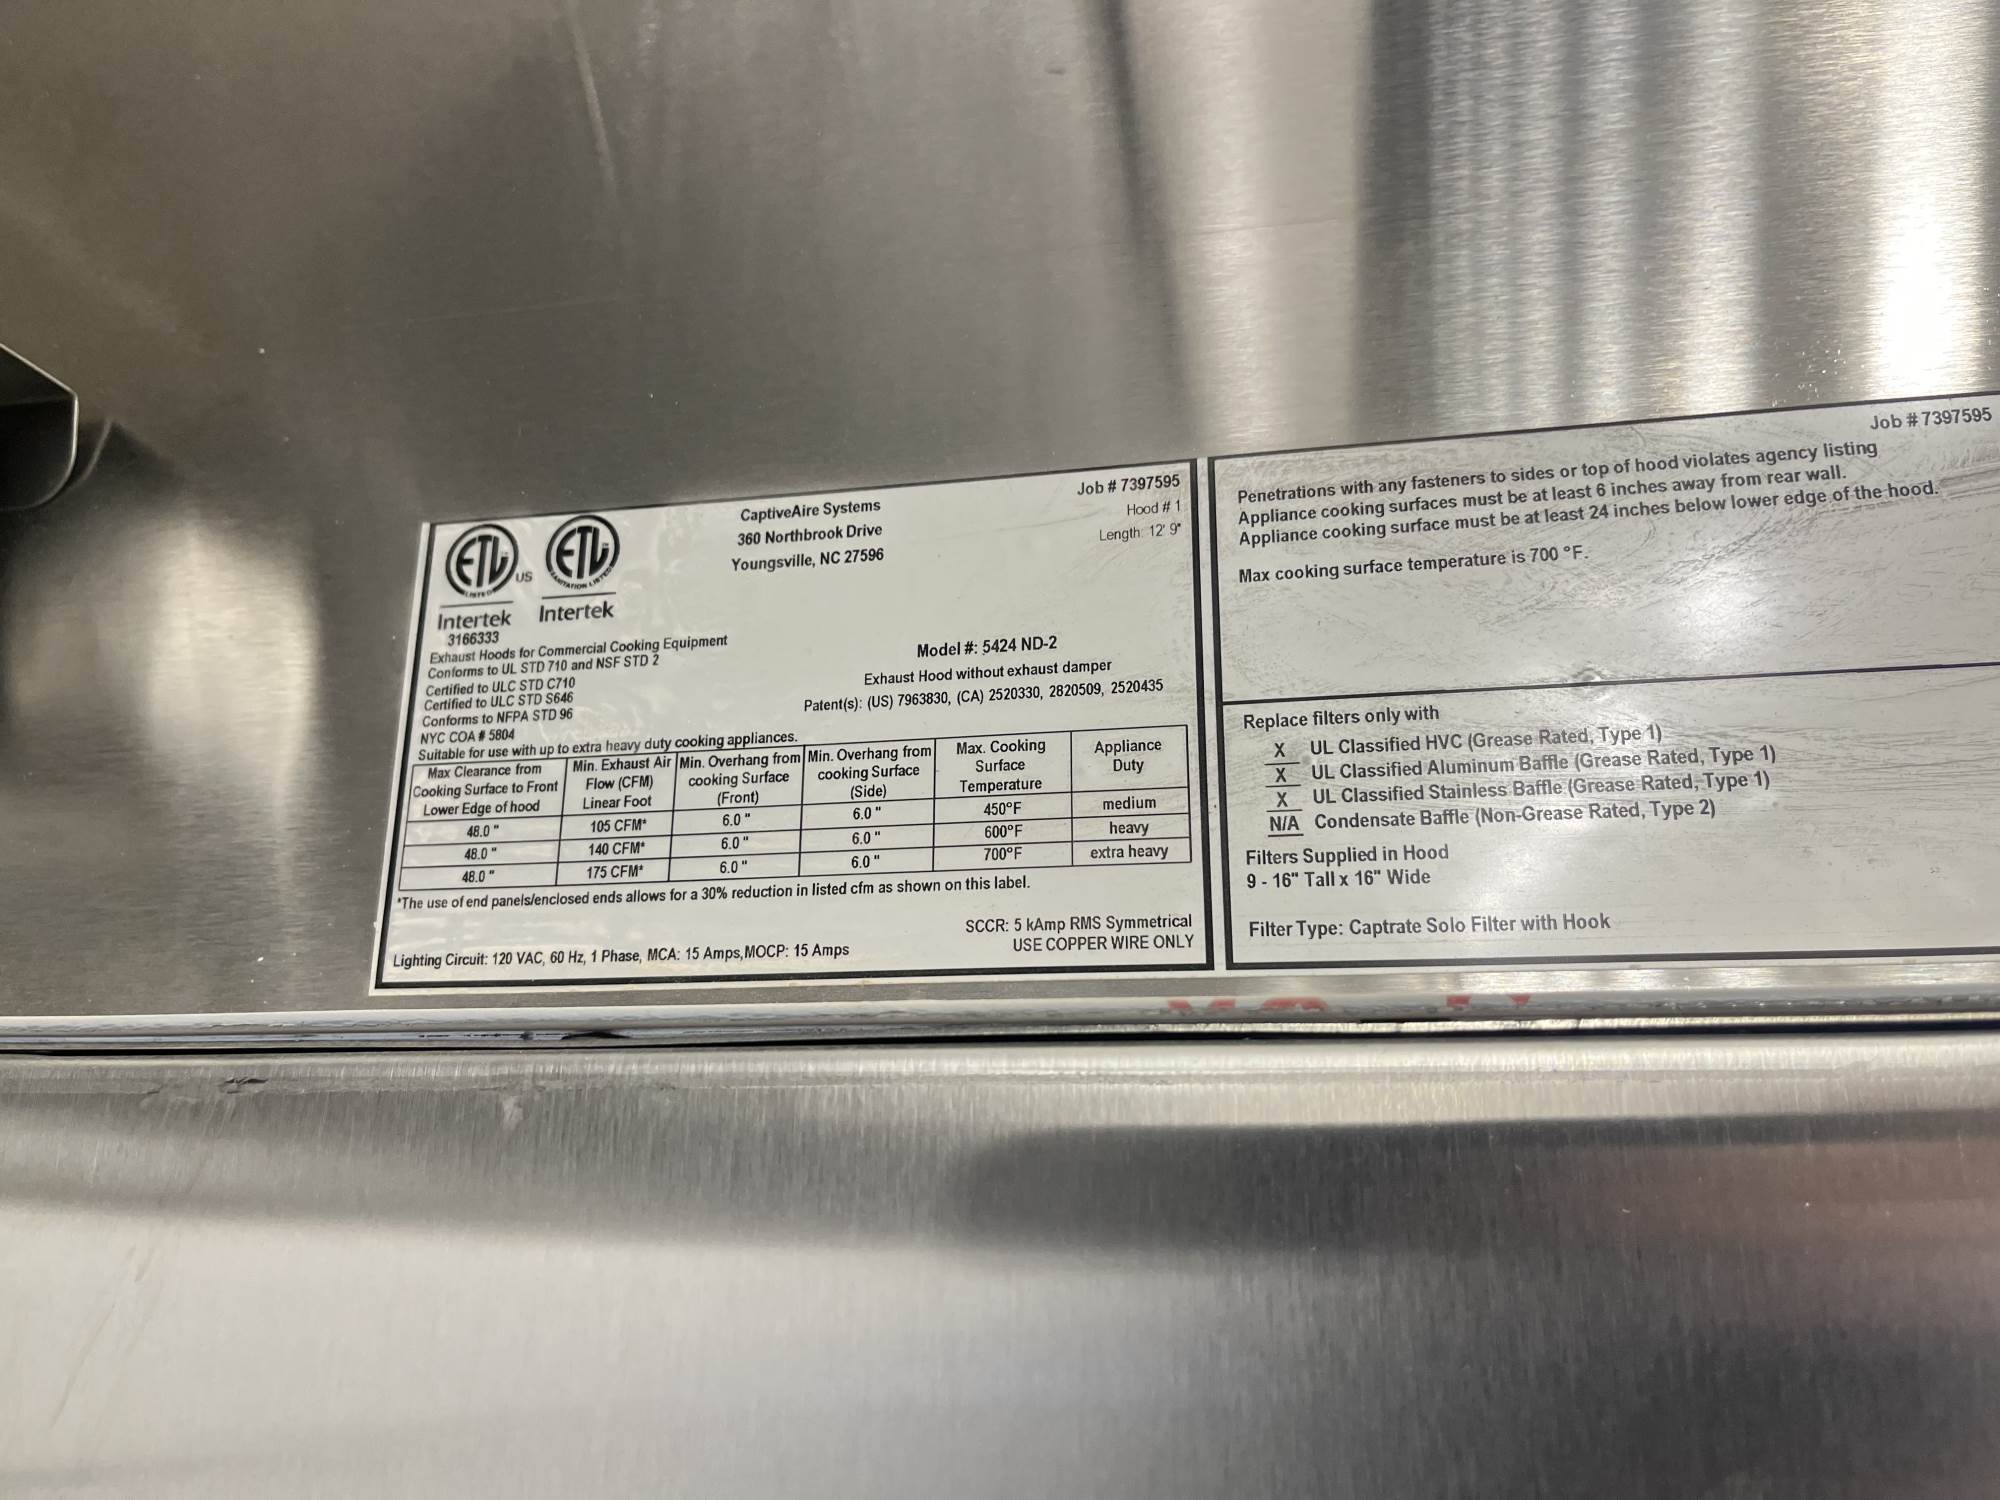 Job # 7397595
Hood # 1
Length: 12' 9"
CaptiveAire Systems
360 Northbrook Drive
Youngsville, NC 27596
ETL US LISTED
ETL SANITATION LISTED
Intertek
3166333
Intertek
Exhaust Hoods for Commercial Cooking Equipment
Conforms to UL STD 710 and NSF STD 2
Certified to ULC STD C710
Certified to ULC STD S646
Conforms to NFPA STD 96
NYC COA # 5804
Model #: 5424 ND-2
Exhaust Hood without exhaust damper
Patent(s): (US) 7963830, (CA) 2520330, 2820509, 2520435
Suitable for use with up to extra heavy duty cooking appliances.
Max Clearance from Cooking Surface to Front Lower Edge of hood
Min. Exhaust Air Flow (CFM) Linear Foot
Min. Overhang from cooking Surface (Front)
Min. Overhang from cooking Surface (Side)
Max. Cooking Surface Temperature
Appliance Duty
48.0 " 105 CFM* 6.0 " 6.0 " 450°F medium
48.0 " 140 CFM* 6.0 " 6.0 " 600°F heavy
48.0 " 175 CFM* 6.0 " 6.0 " 700°F extra heavy
*The use of end panels/enclosed ends allows for a 30% reduction in listed cfm as shown on this label.
SCCR: 5 kAmp RMS Symmetrical
USE COPPER WIRE ONLY
Lighting Circuit: 120 VAC, 60 Hz, 1 Phase, MCA: 15 Amps, MOCP: 15 Amps
Job # 7397595
Penetrations with any fasteners to sides or top of hood violates agency listing
Appliance cooking surfaces must be at least 6 inches away from rear wall.
Appliance cooking surface must be at least 24 inches below lower edge of the hood.
Max cooking surface temperature is 700 °F.
Replace filters only with
X UL Classified HVC (Grease Rated, Type 1)
X UL Classified Aluminum Baffle (Grease Rated, Type 1)
X UL Classified Stainless Baffle (Grease Rated, Type 1)
N/A Condensate Baffle (Non-Grease Rated, Type 2)
Filters Supplied in Hood
9 - 16" Tall x 16" Wide
Filter Type: Captrate Solo Filter with Hook